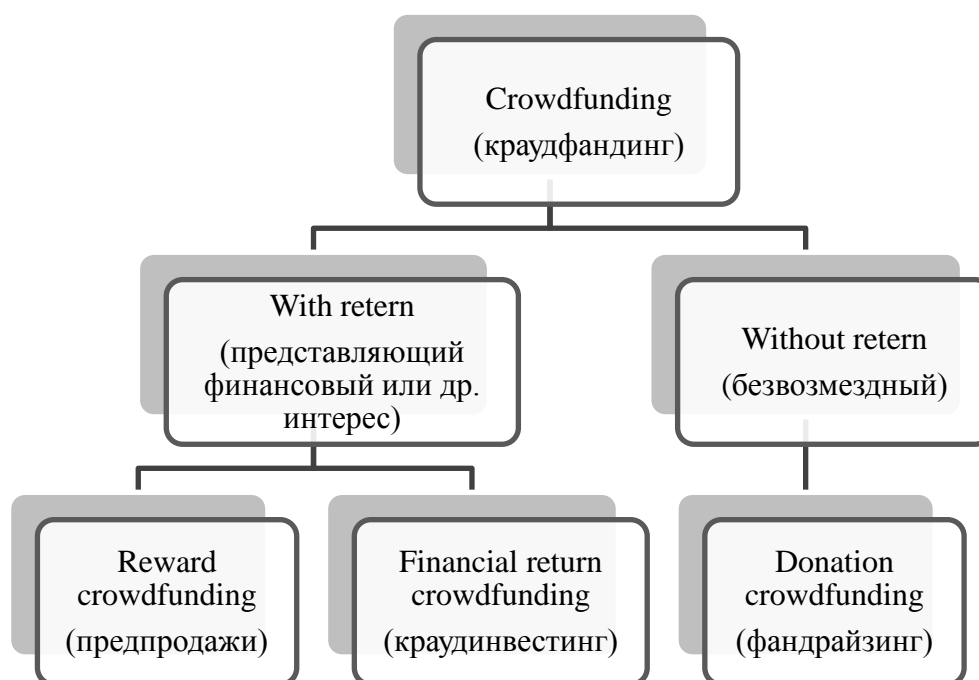 Crowdfunding
(краудфандинг)
With retern
(представляющий
финансовый или др.
интерес)
Without retern
(безвозмездный)
Reward
crowdfunding
(предпродажи)
Financial return
crowdfunding
(краудинвестинг)
Donation
crowdfunding
(фандрайзинг)